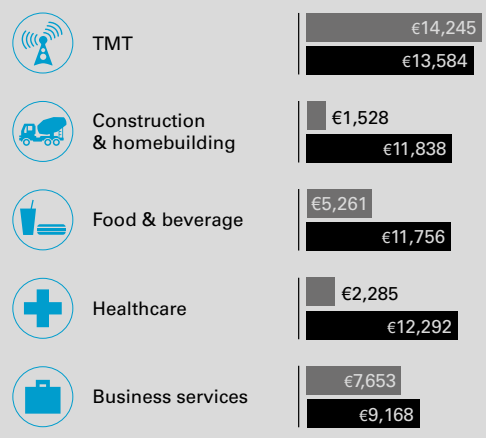 TMT
€14,245
€13,584
Construction
& homebuilding
€1,528
€11,838
Food & beverage
€5,261
€11,756
Healthcare
€2,285
€12,292
Business services
€7,653
€9,168